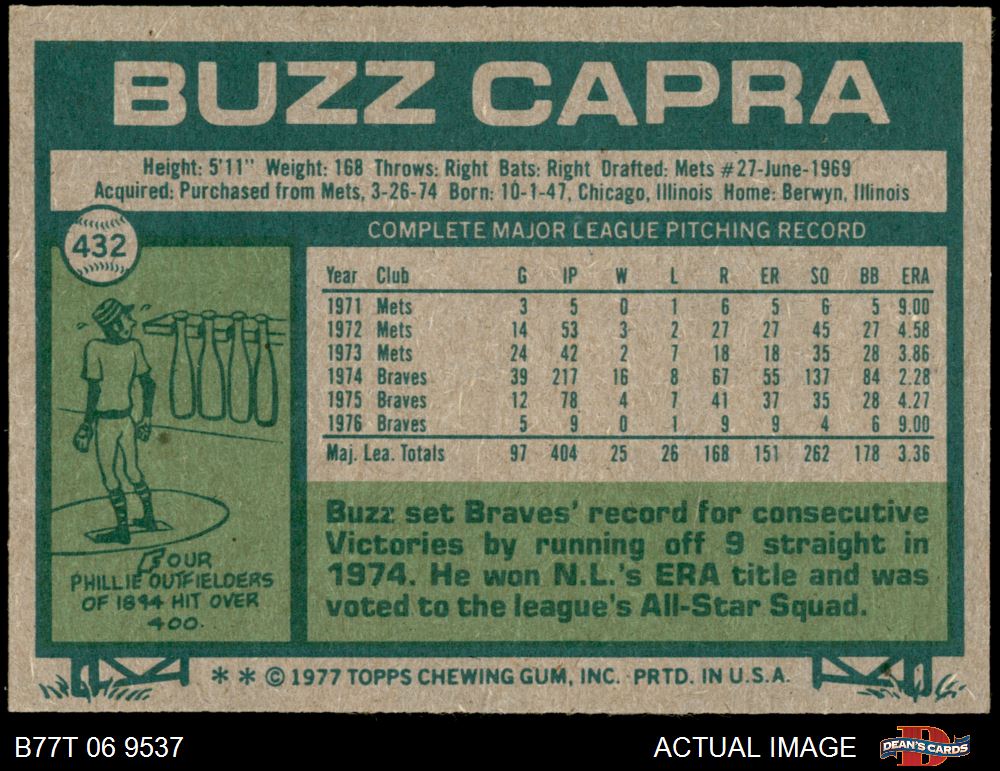 BUZZ CAPRA
Height: 5'11" Weight: 168 Throws: Right Bats: Right Drafted: Mets #27-June-1969
Acquired: Purchased from Mets, 3-26-74 Born: 10-1-47, Chicago, Illinois Home: Berwyn, Illinois
432
COMPLETE MAJOR LEAGUE PITCHING RECORD
Year Club G IP W L R ER SO BB ERA
1971 Mets 3 5 0 1 6 5 6 5 9.00
1972 Mets 14 53 3 2 27 27 45 27 4.58
1973 Mets 24 42 2 7 18 18 35 28 3.86
1974 Braves 39 217 16 8 67 55 137 84 2.28
1975 Braves 12 78 4 7 41 37 35 28 4.27
1976 Braves 5 9 0 1 9 9 4 6 9.00
Maj. Lea. Totals 97 404 25 26 168 151 262 178 3.36
FOUR
PHILLIE OUTFIELDERS
OF 1894 HIT OVER
400.
Buzz set Braves' record for consecutive
Victories by running off 9 straight in
1974. He won N.L.'s ERA title and was
voted to the league's All-Star Squad.
* * © 1977 TOPPS CHEWING GUM, INC. PRTD. IN U.S.A.
B77T 06 9537
ACTUAL IMAGE
DEAN'S CARDS